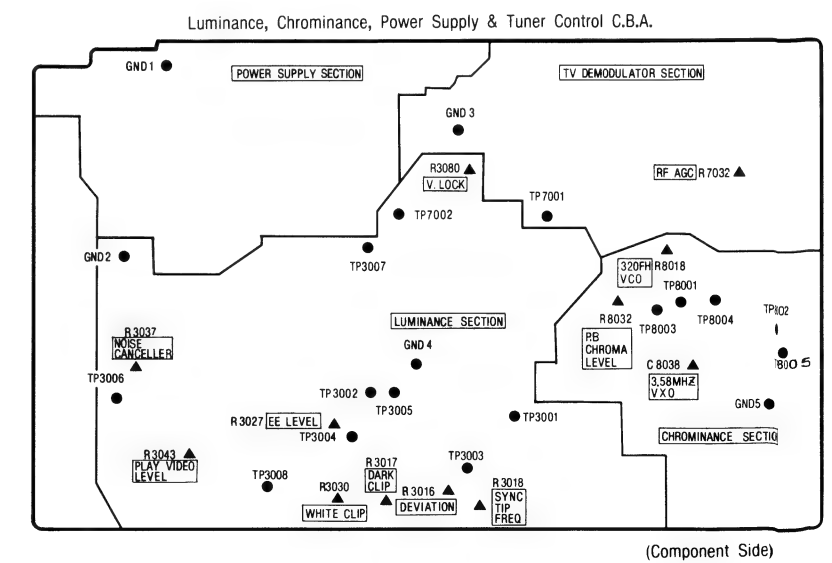 Luminance, Chrominance, Power Supply & Tuner Control C.B.A.
GND1
POWER SUPPLY SECTION
TV DEMODULATOR SECTION
GND 3
R3080
V. LOCK
RF AGC R7032
TP7002
TP7001
GND2
TP3007
320FH R8018
VCO
TP8001
R8032
TP8003
TP8004
R3037
NOISE
CANCELLER
LUMINANCE SECTION
GND 4
P.B
CHROMA
LEVEL
C 8038
3.58MHZ
VXO
TP3006
TP3002
TP3005
GND5
R3027 EE LEVEL
TP3001
TP3004
CHROMINANCE SECTIO
R3043
PLAY VIDEO
LEVEL
TP3008
R3030
WHITE CLIP
R3017
DARK
CLIP
TP3003
R 3016
DEVIATION
R 3018
SYNC
TIP
FREQ
(Component Side)